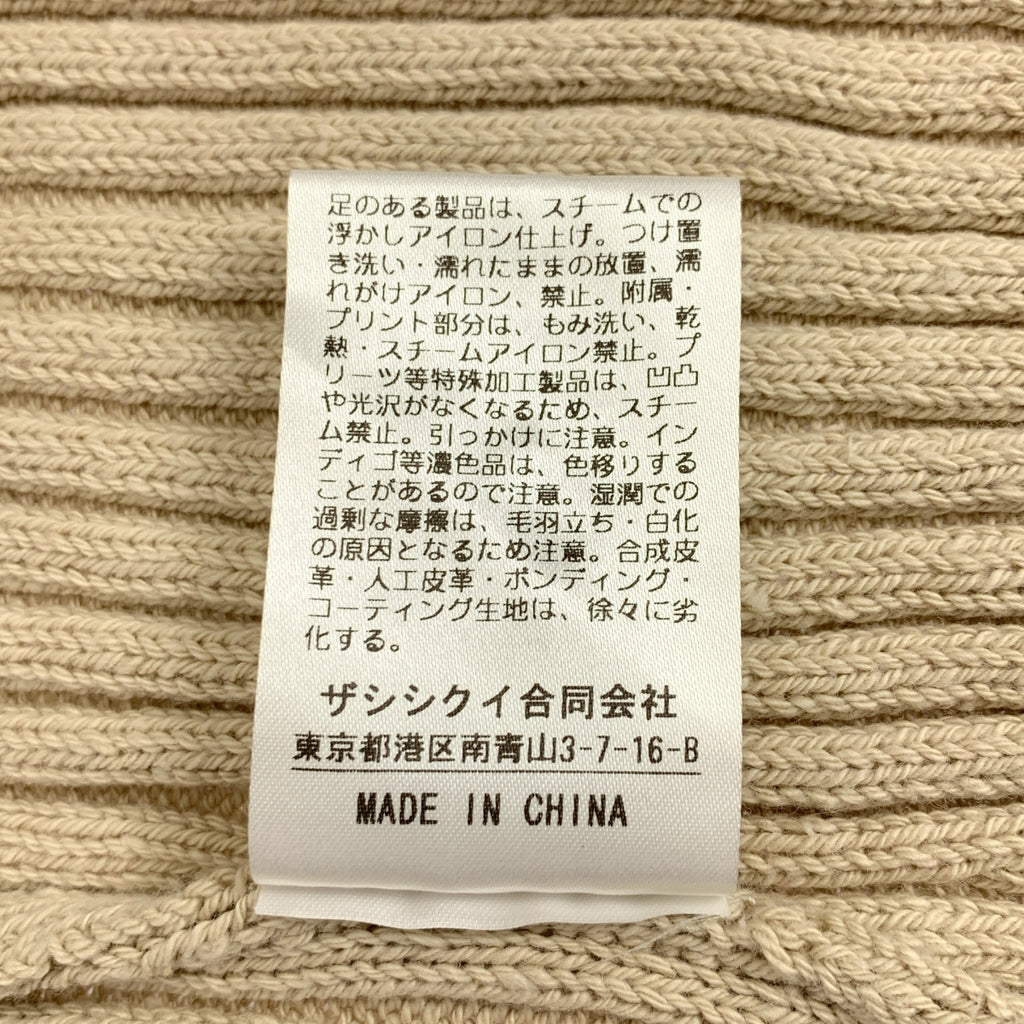 足のある製品は、スチームでの
浮かしアイロン仕上げ。つけ置
き洗い・濡れたままの放置、濡
れがけアイロン、禁止。附属・
プリント部分は、もみ洗い、乾
熱・スチームアイロン禁止。プ
リーツ等特殊加工製品は、凹凸
や光沢がなくなるため、スチー
ム禁止。引っかけに注意。イン
ディゴ等濃色品は、色移りする
ことがあるので注意。湿潤での
過剰な摩擦は、毛羽立ち・白化
の原因となるため注意。合成皮
革・人工皮革・ボンディング・
コーティング生地は、徐々に劣
化する。
ザシシクイ合同会社
東京都港区南青山3-7-16-B
MADE IN CHINA